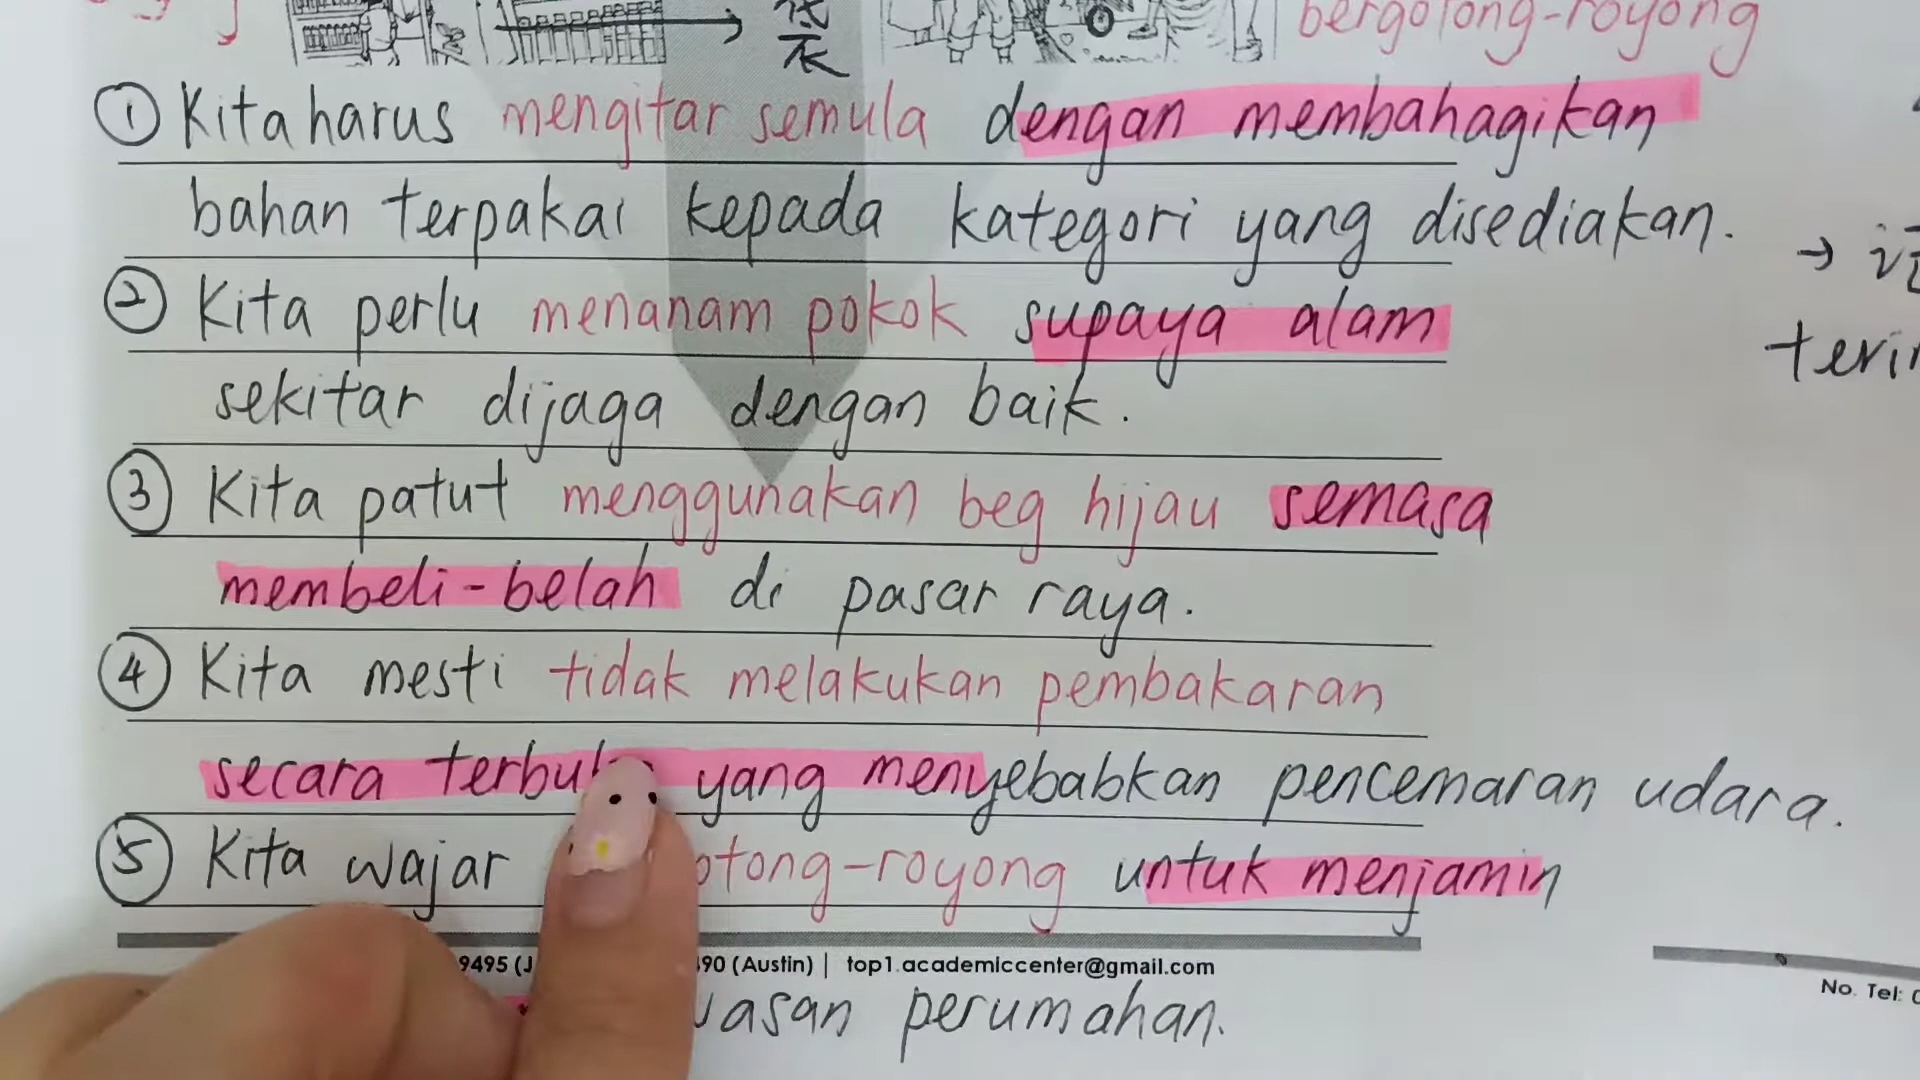 bergotong-royong
袋
① Kita harus mengitar semula dengan membahagikan
bahan terpakai kepada kategori yang disediakan.
② Kita perlu menanam pokok supaya alam
sekitar dijaga dengan baik.
③ Kita patut menggunakan beg hijau semasa
membeli-belah di pasar raya.
④ Kita mesti tidak melakukan pembakaran
secara terbuka yang menyebabkan pencemaran udara.
⑤ Kita wajar otong-royong untuk menjamin
9495 (J 90 (Austin) | top1.academiccenter@gmail.com
wasan perumahan.
No. Tel: